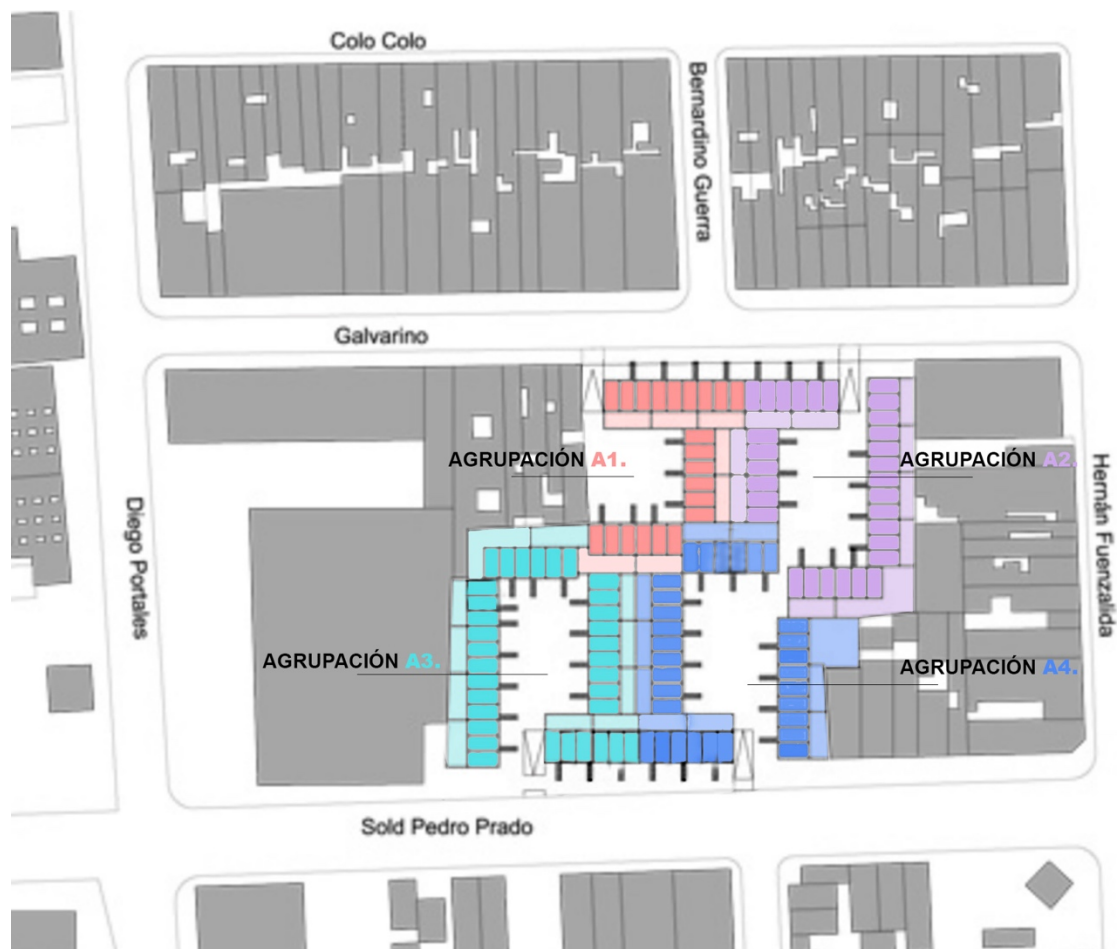 Colo Colo
Bernardino Guerra
Galvarino
AGRUPACIÓN A1.
AGRUPACIÓN A2.
Hernán Fuenzalida
Diego Portales
AGRUPACIÓN A3.
AGRUPACIÓN A4.
Sold Pedro Prado